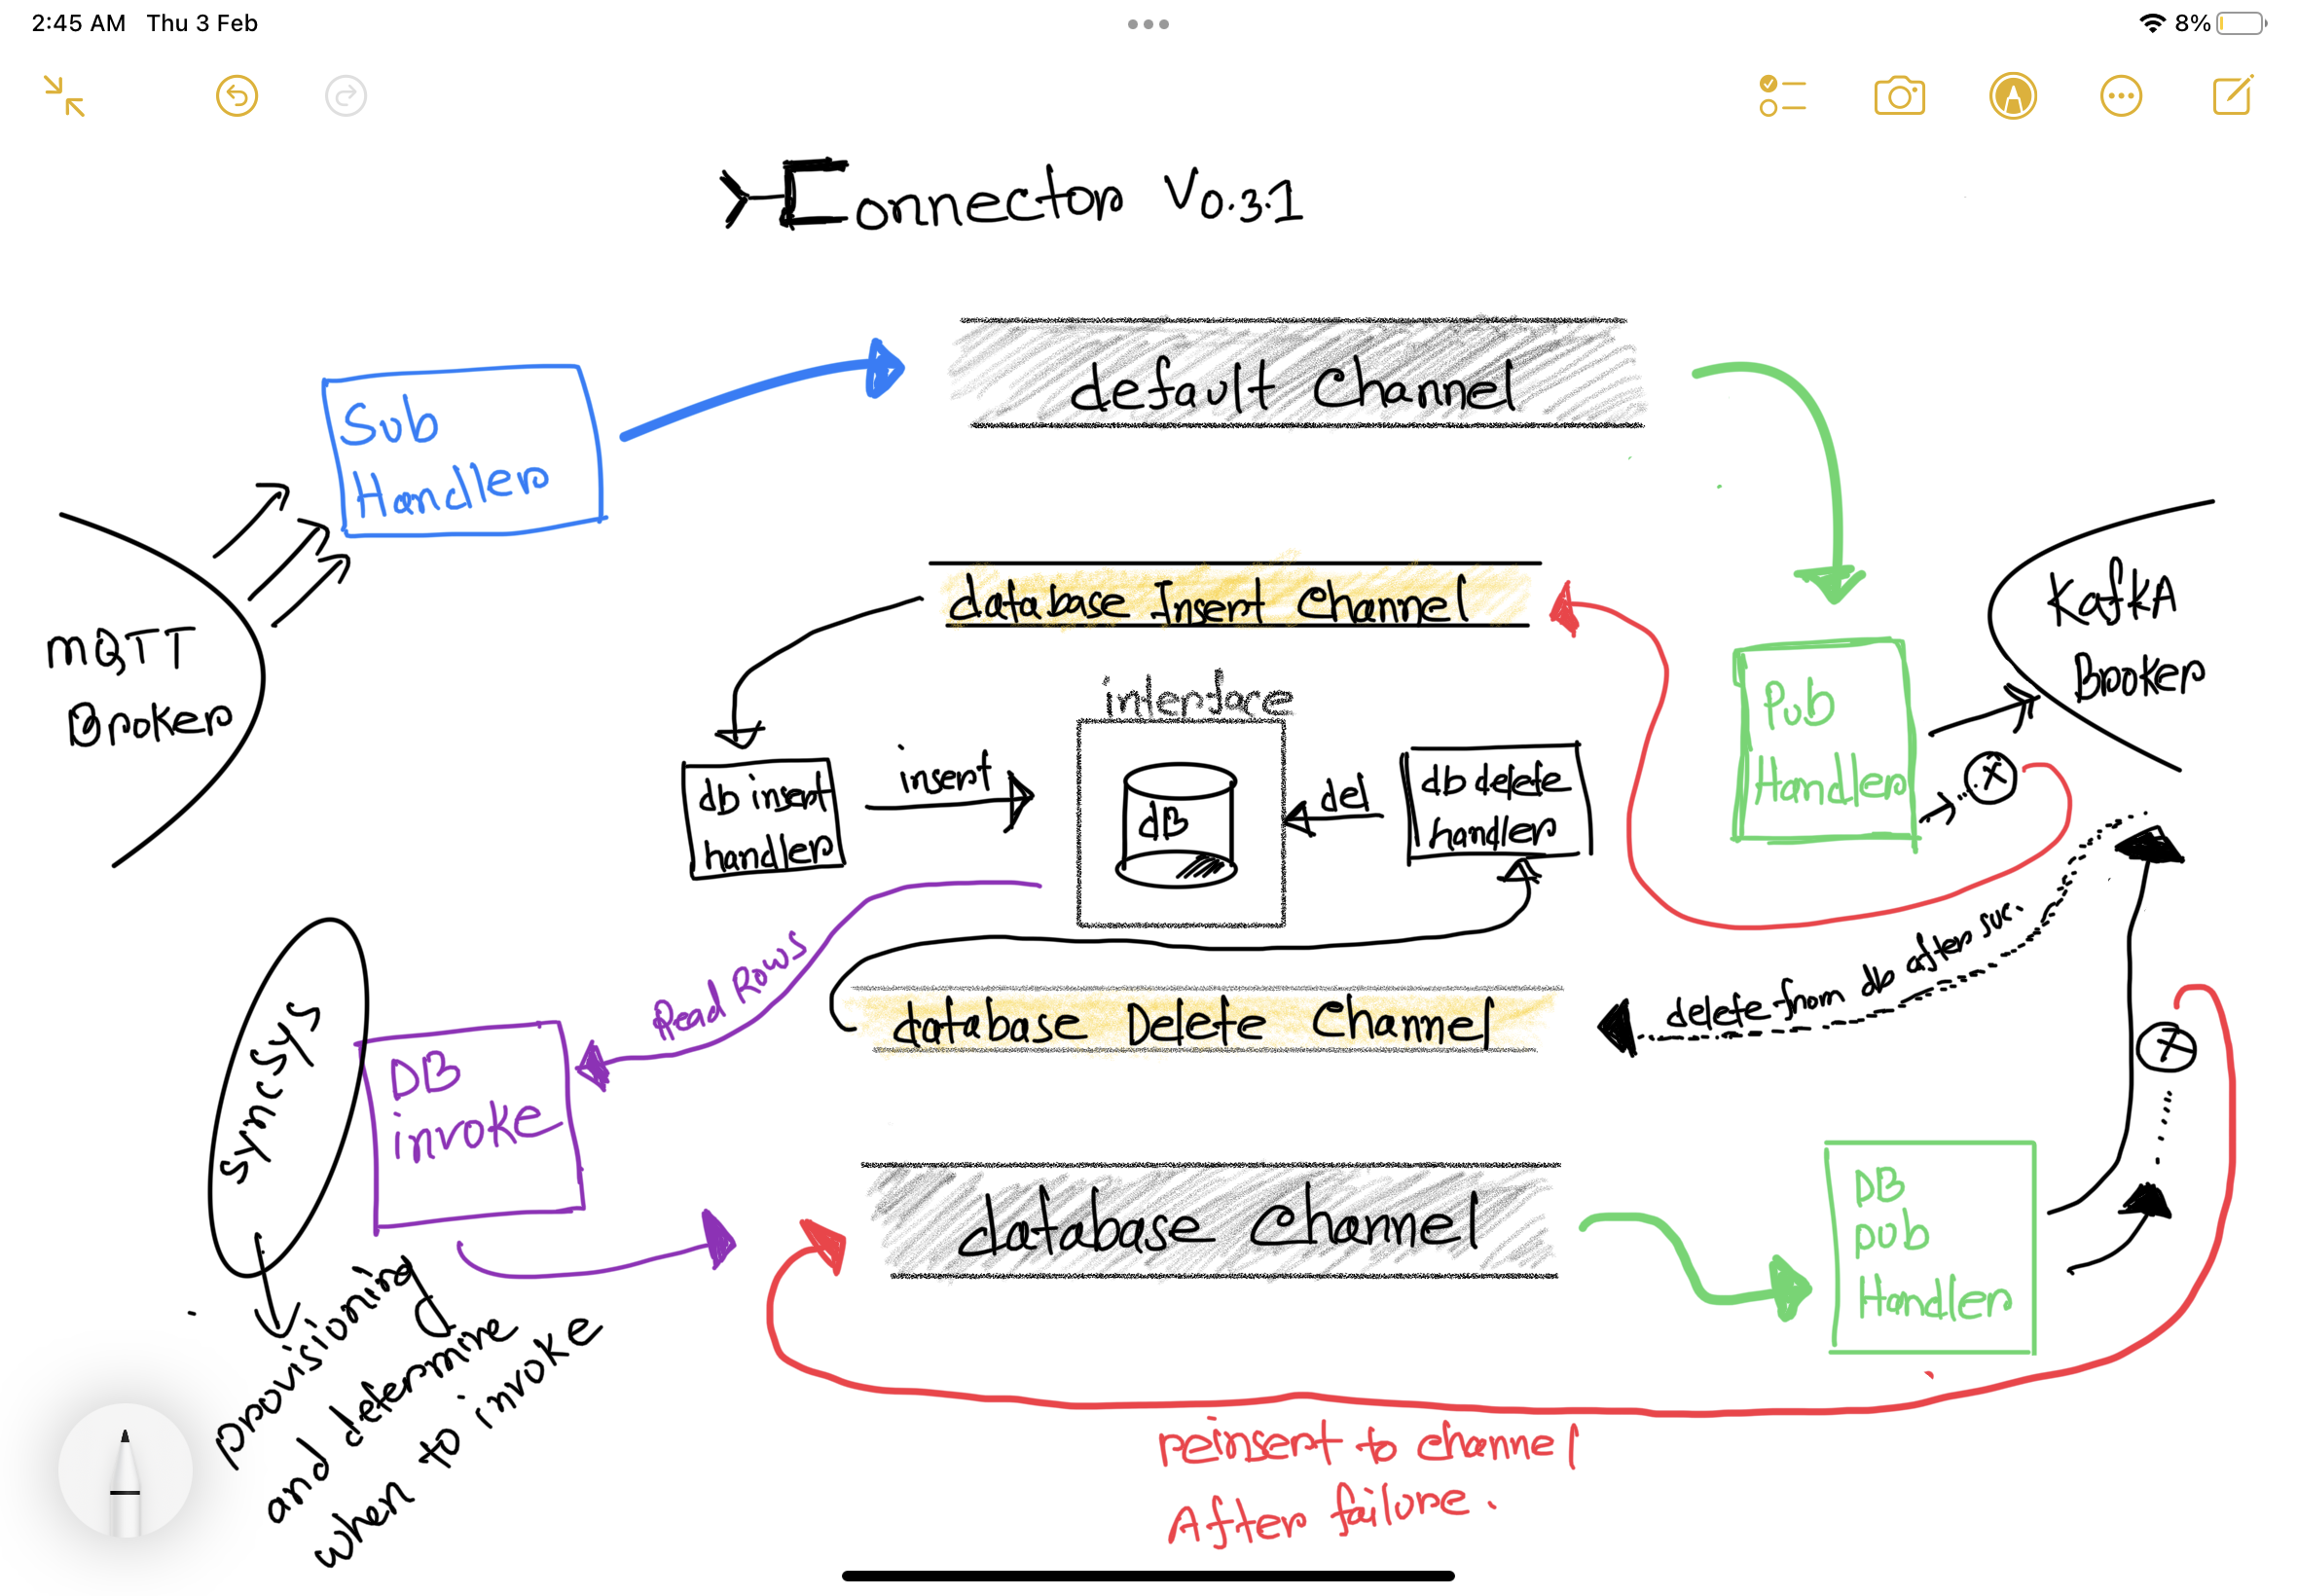 2:45 AM Thu 3 Feb
8%
Connector V0.3.1
default Channel
Sub
Handler
MQTT
Broker
database Insert Channel
KafkA
Broker
interface
Pub
Handler
insert
db insert
handler
dB
del
db delete
handler
X
Read Rows
delete from db after suc.
database Delete Channel
syncSys
DB
invoke
X
database Channel
DB
pub
Handler
provisioning
and determine
when to invoke
reinsert to channel
After failure.